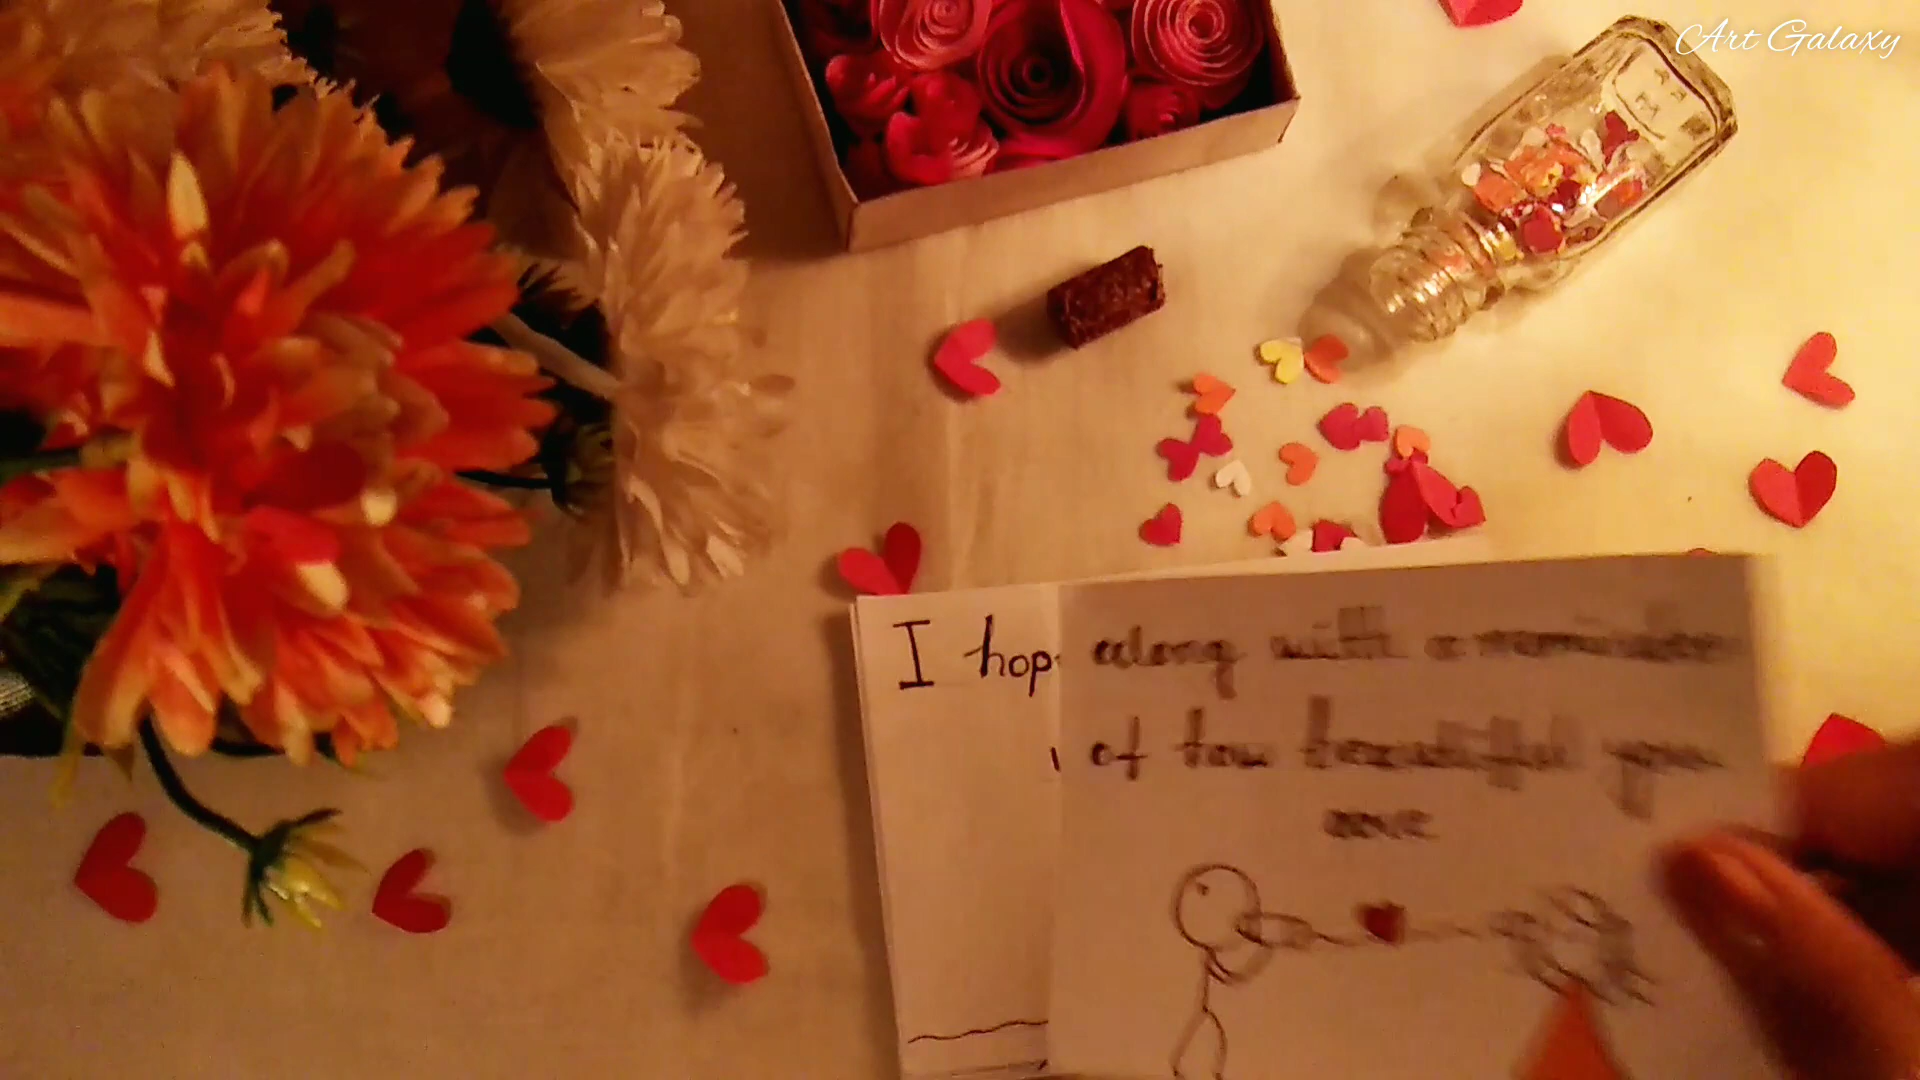 Art Galaxy
I hop
along with a reminder
of how beautiful you
are